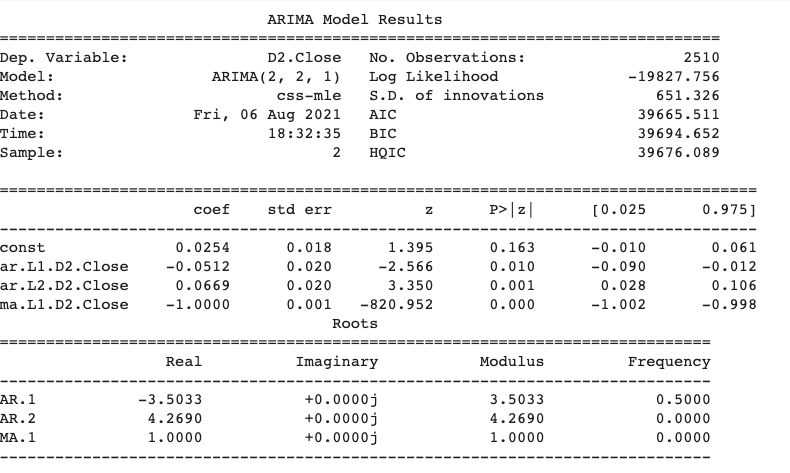 ARIMA Model Results
==============================================================================
Dep. Variable:               D2.Close   No. Observations:                 2510
Model:                 ARIMA(2, 2, 1)   Log Likelihood              -19827.756
Method:                       css-mle   S.D. of innovations            651.326
Date:                Fri, 06 Aug 2021   AIC                          39665.511
Time:                        18:32:35   BIC                          39694.652
Sample:                             2   HQIC                         39676.089
==================================================================================
                     coef    std err          z      P>|z|      [0.025      0.975]
----------------------------------------------------------------------------------
const              0.0254      0.018      1.395      0.163      -0.010       0.061
ar.L1.D2.Close    -0.0512      0.020     -2.566      0.010      -0.090      -0.012
ar.L2.D2.Close     0.0669      0.020      3.350      0.001       0.028       0.106
ma.L1.D2.Close    -1.0000      0.001   -820.952      0.000      -1.002      -0.998
                                    Roots
=============================================================================
                  Real          Imaginary           Modulus         Frequency
-----------------------------------------------------------------------------
AR.1           -3.5033           +0.0000j            3.5033            0.5000
AR.2            4.2690           +0.0000j            4.2690            0.0000
MA.1            1.0000           +0.0000j            1.0000            0.0000
-----------------------------------------------------------------------------